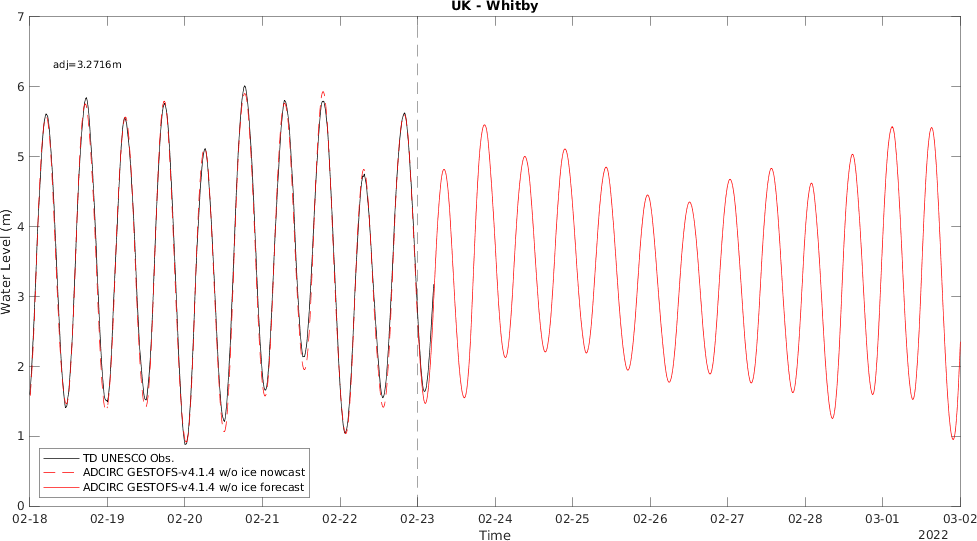 UK - Whitby
adj=3.2716m
Water Level (m)
7
6
5
4
3
2
1
0
TD UNESCO Obs.
ADCIRC GESTOFS-v4.1.4 w/o ice nowcast
ADCIRC GESTOFS-v4.1.4 w/o ice forecast
02-18 02-19 02-20 02-21 02-22 02-23 02-24 02-25 02-26 02-27 02-28 03-01 03-02
Time
2022